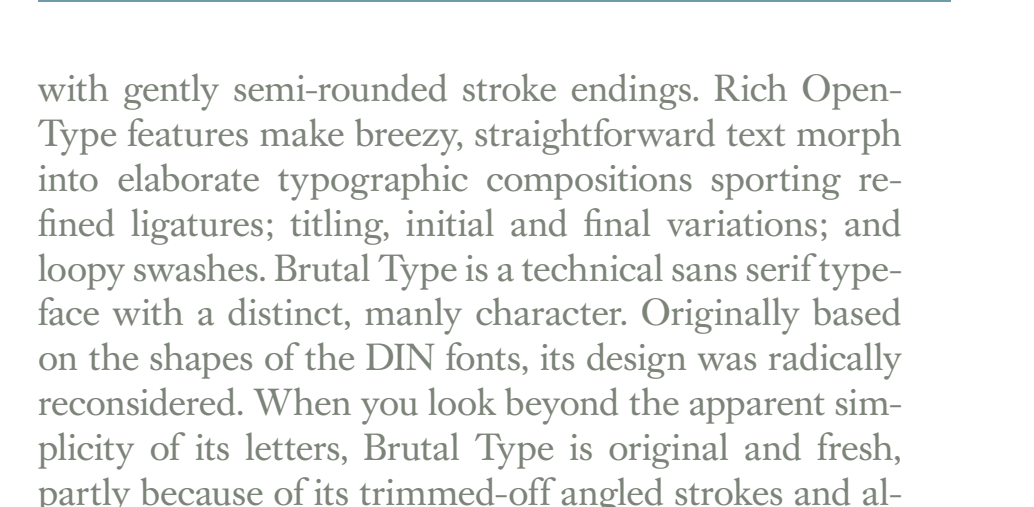 with gently semi-rounded stroke endings. Rich Open-
Type features make breezy, straightforward text morph
into elaborate typographic compositions sporting re-
fined ligatures; titling, initial and final variations; and
loopy swashes. Brutal Type is a technical sans serif type-
face with a distinct, manly character. Originally based
on the shapes of the DIN fonts, its design was radically
reconsidered. When you look beyond the apparent sim-
plicity of its letters, Brutal Type is original and fresh,
partly because of its trimmed-off angled strokes and al-